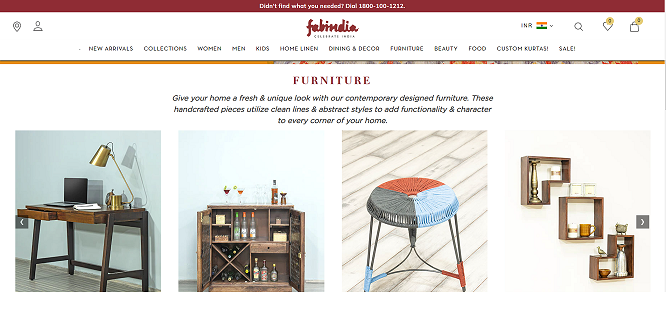 Didn't find what you needed? Dial 1800-100-1212.
fabindia
CELEBRATE INDIA
INR
0
0
NEW ARRIVALS COLLECTIONS WOMEN MEN KIDS HOME LINEN DINING & DECOR FURNITURE BEAUTY FOOD CUSTOM KURTAS! SALE!
FURNITURE
Give your home a fresh & unique look with our contemporary designed furniture. These
handcrafted pieces utilize clean lines & abstract styles to add functionality & character
to every corner of your home.